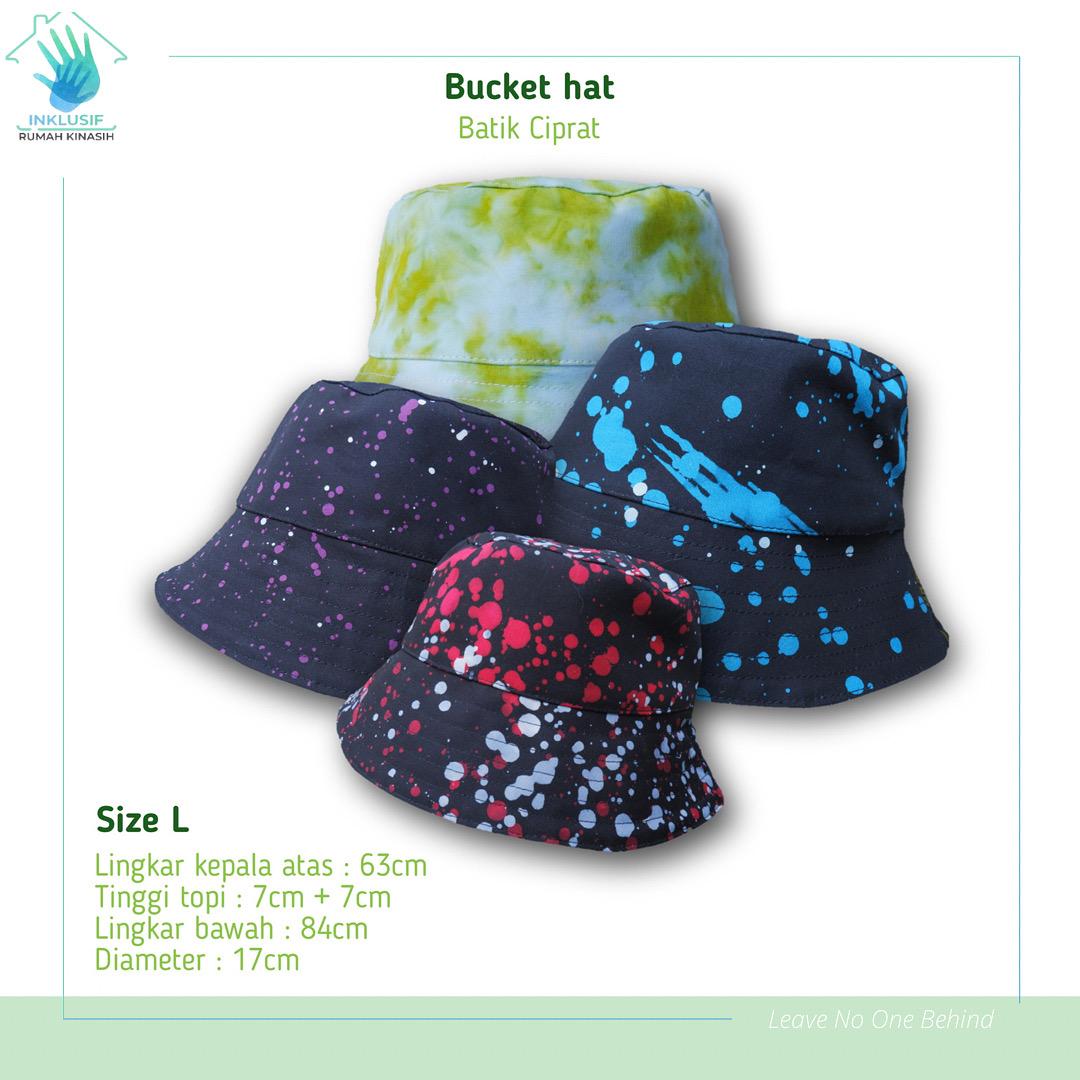 INKLUSIF
RUMAH KINASIH
Bucket hat
Batik Ciprat
Size L
Lingkar kepala atas : 63cm
Tinggi topi : 7cm + 7cm
Lingkar bawah : 84cm
Diameter : 17cm
Leave No One Behind